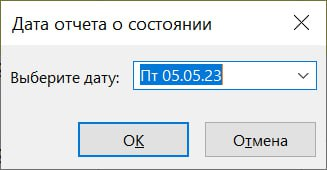 Дата отчета о состоянии
Выберите дату: Пт 05.05.23
ОК Отмена